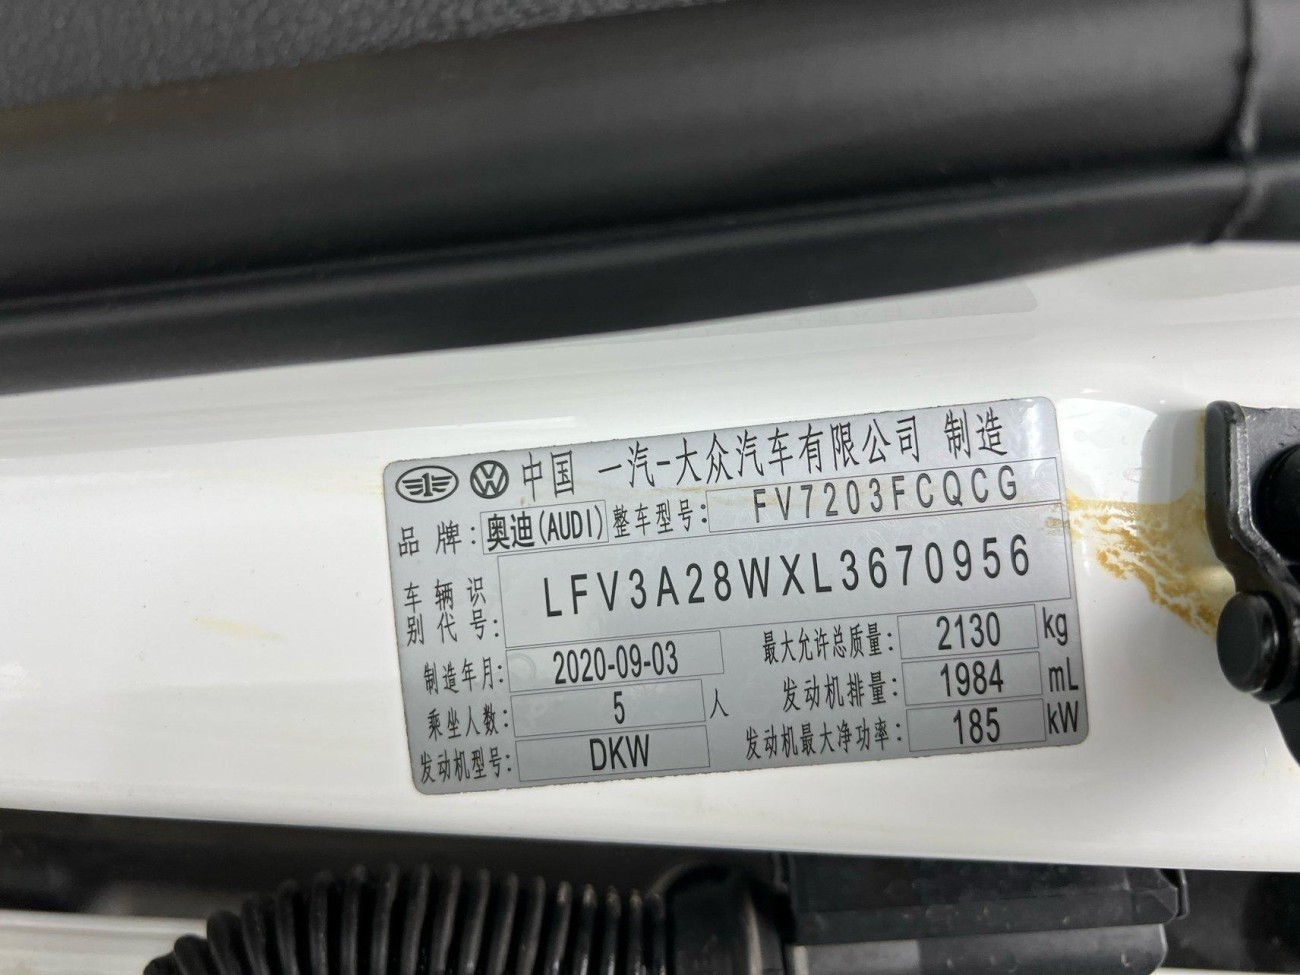 中国 一汽-大众汽车有限公司 制造
品牌: 奥迪(AUDI) 整车型号: FV7203FCQCG
车辆识别代号: LFV3A28WXL3670956
制造年月: 2020-09-03 最大允许总质量: 2130 kg
乘坐人数: 5 人 发动机排量: 1984 mL
发动机型号: DKW 发动机最大净功率: 185 kW